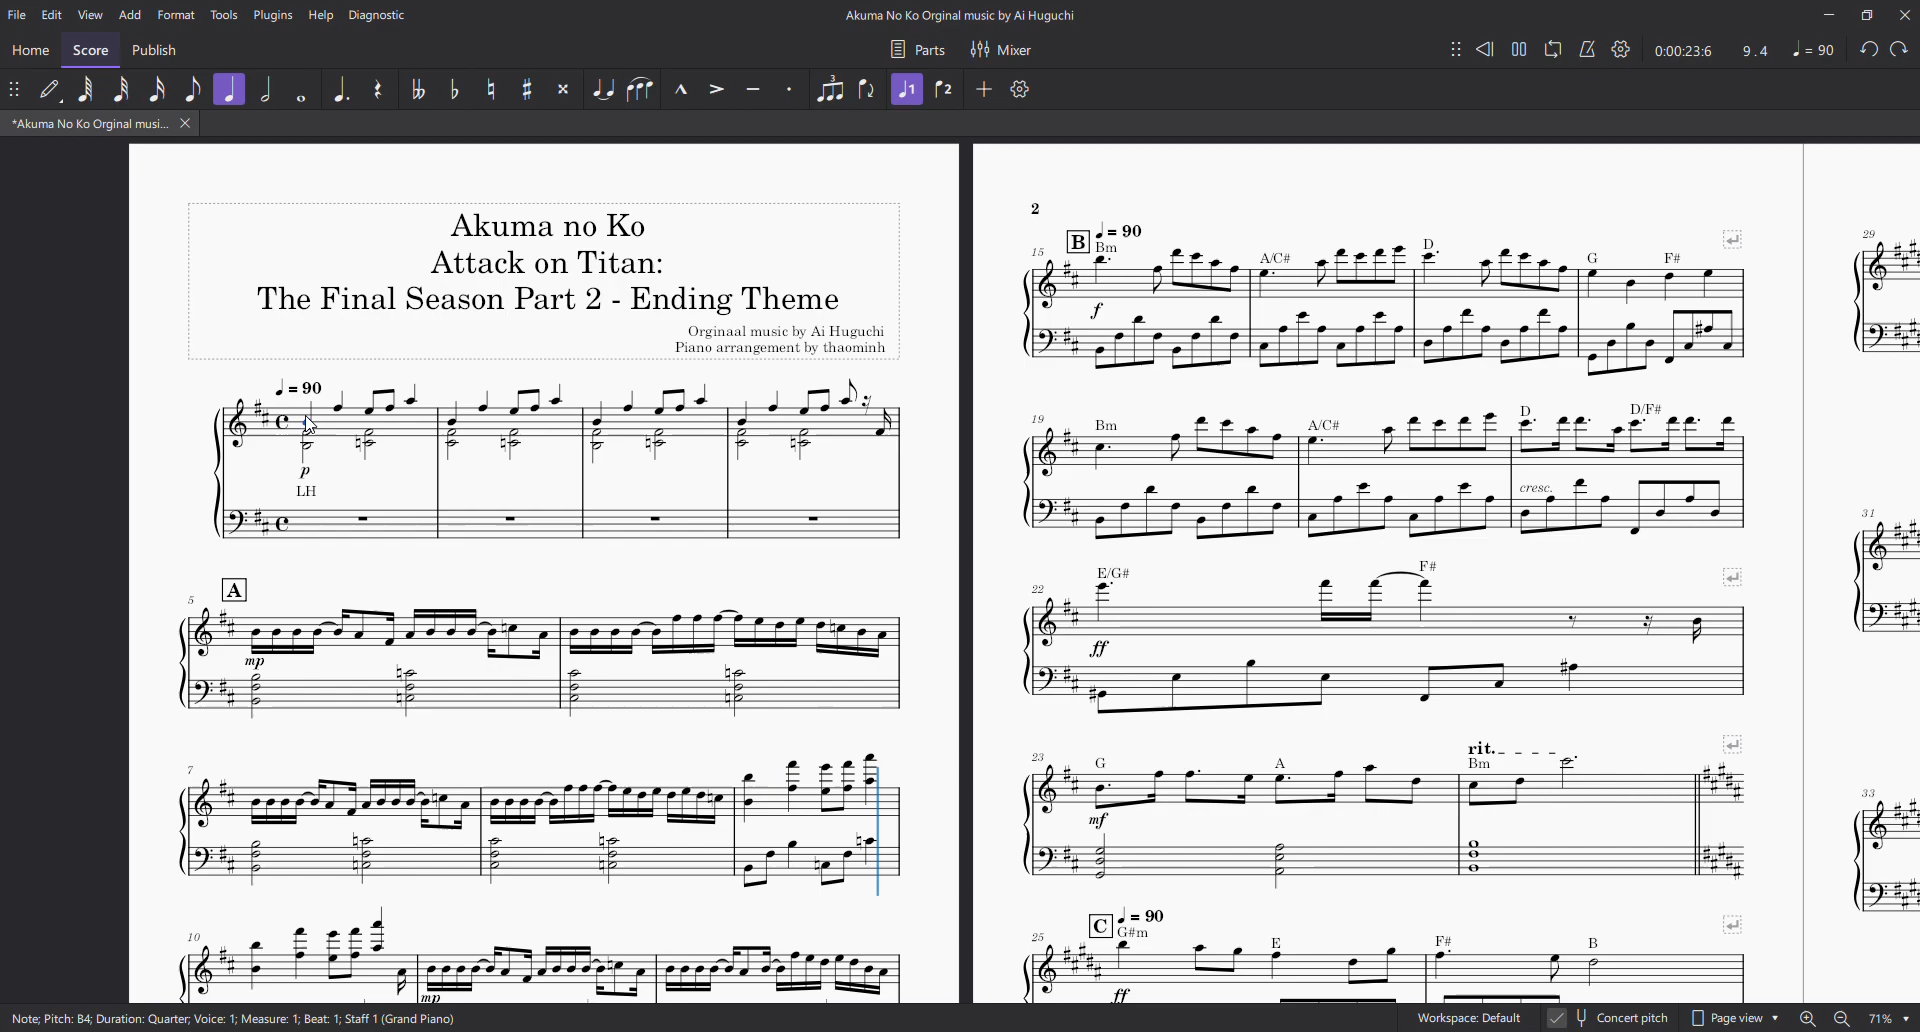 File Edit View Add Format Tools Plugins Help Diagnostic
Akuma No Ko Orginal music by Ai Huguchi
Home Score Publish
Parts Mixer
0:00:23:6 9.4 = 90
3
1 2
*Akuma No Ko Orginal musi...
Akuma no Ko
Attack on Titan:
The Final Season Part 2 - Ending Theme
Orginaal music by Ai Huguchi
Piano arrangement by thaominh
= 90
p
LH
A
5
mp
7
10
mp
2
B = 90
15 Bm A/C# D G F#
f
19 Bm A/C# D D/F#
cresc.
22 E/G# F#
ff
rit.
23 G A Bm
mf
C = 90
25 G#m E F# B
ff
29
31
33
Note; Pitch: B4; Duration: Quarter; Voice: 1; Measure: 1; Beat: 1; Staff 1 (Grand Piano)
Workspace: Default Concert pitch Page view 71%